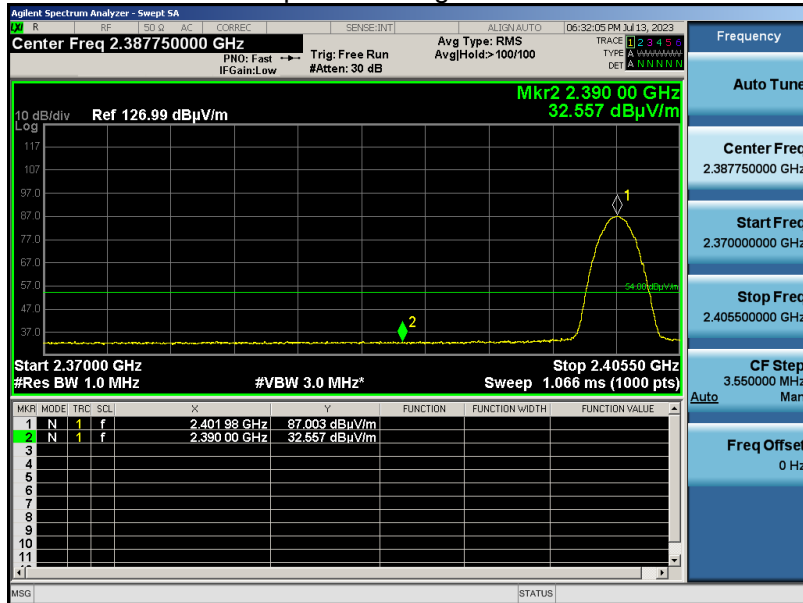 Agilent Spectrum Analyzer - Swept SA
LXI R RF 50 Ω AC CORREC SENSE:INT ALIGN AUTO 06:32:05 PM Jul 13, 2023
Center Freq 2.387750000 GHz
PNO: Fast
IFGain:Low
Trig: Free Run
#Atten: 30 dB
Avg Type: RMS
Avg|Hold:>100/100
TRACE 1 2 3 4 5 6
TYPE A WWWWW
DET A N N N N N
Mkr2 2.390 00 GHz
32.557 dBµV/m
10 dB/div Ref 126.99 dBµV/m
Log
117
107
97.0
87.0
77.0
67.0
57.0
47.0
37.0
1
54.00 dBµV/m
2
Start 2.37000 GHz Stop 2.40550 GHz
#Res BW 1.0 MHz #VBW 3.0 MHz* Sweep 1.066 ms (1000 pts)
MKR MODE TRC SCL X Y FUNCTION FUNCTION WIDTH FUNCTION VALUE
1 N 1 f 2.401 98 GHz 87.003 dBµV/m
2 N 1 f 2.390 00 GHz 32.557 dBµV/m
3
4
5
6
7
8
9
10
11
MSG STATUS
Frequency
Auto Tune
Center Freq
2.387750000 GHz
Start Freq
2.370000000 GHz
Stop Freq
2.405500000 GHz
CF Step
3.550000 MHz
Auto Man
Freq Offset
0 Hz